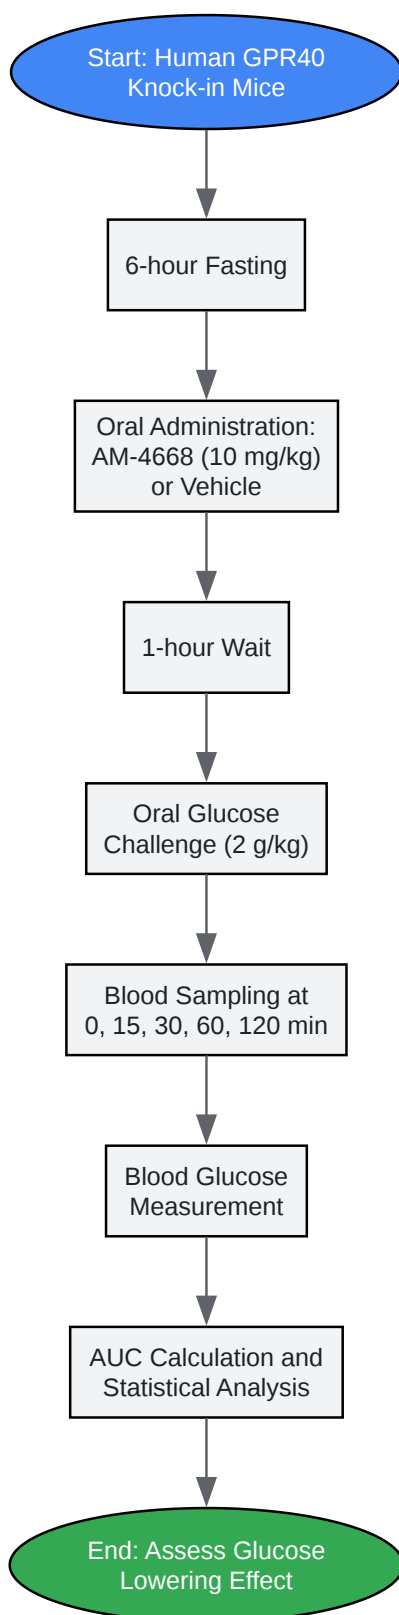 Start: Human GPR40
Knock-in Mice
6-hour Fasting
Oral Administration:
AM-4668 (10 mg/kg)
or Vehicle
1-hour Wait
Oral Glucose
Challenge (2 g/kg)
Blood Sampling at
0, 15, 30, 60, 120 min
Blood Glucose
Measurement
AUC Calculation and
Statistical Analysis
End: Assess Glucose
Lowering Effect